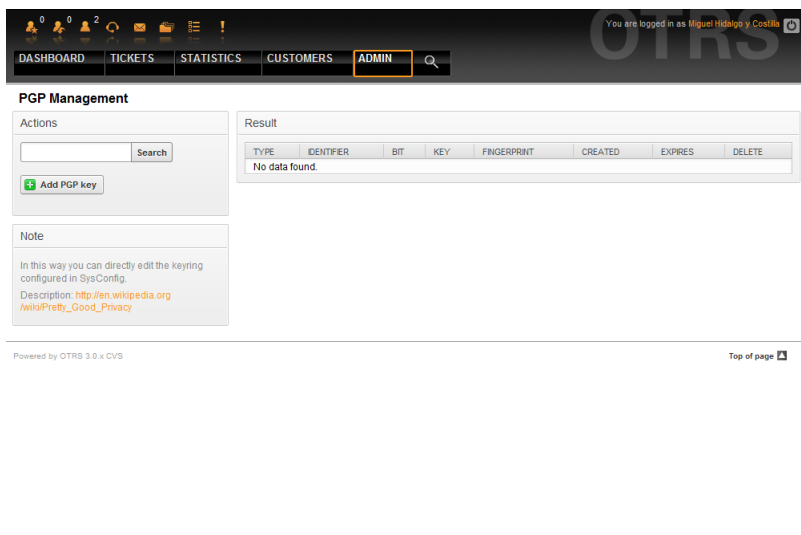 0 0 2
You are logged in as Miguel Hidalgo y Costilla
OTRS
DASHBOARD TICKETS STATISTICS CUSTOMERS ADMIN
PGP Management
Actions
Search
Add PGP key
Note
In this way you can directly edit the keyring
configured in SysConfig.
Description: http://en.wikipedia.org
/wiki/Pretty_Good_Privacy
Result
TYPE IDENTIFIER BIT KEY FINGERPRINT CREATED EXPIRES DELETE
No data found.
Powered by OTRS 3.0.x CVS
Top of page